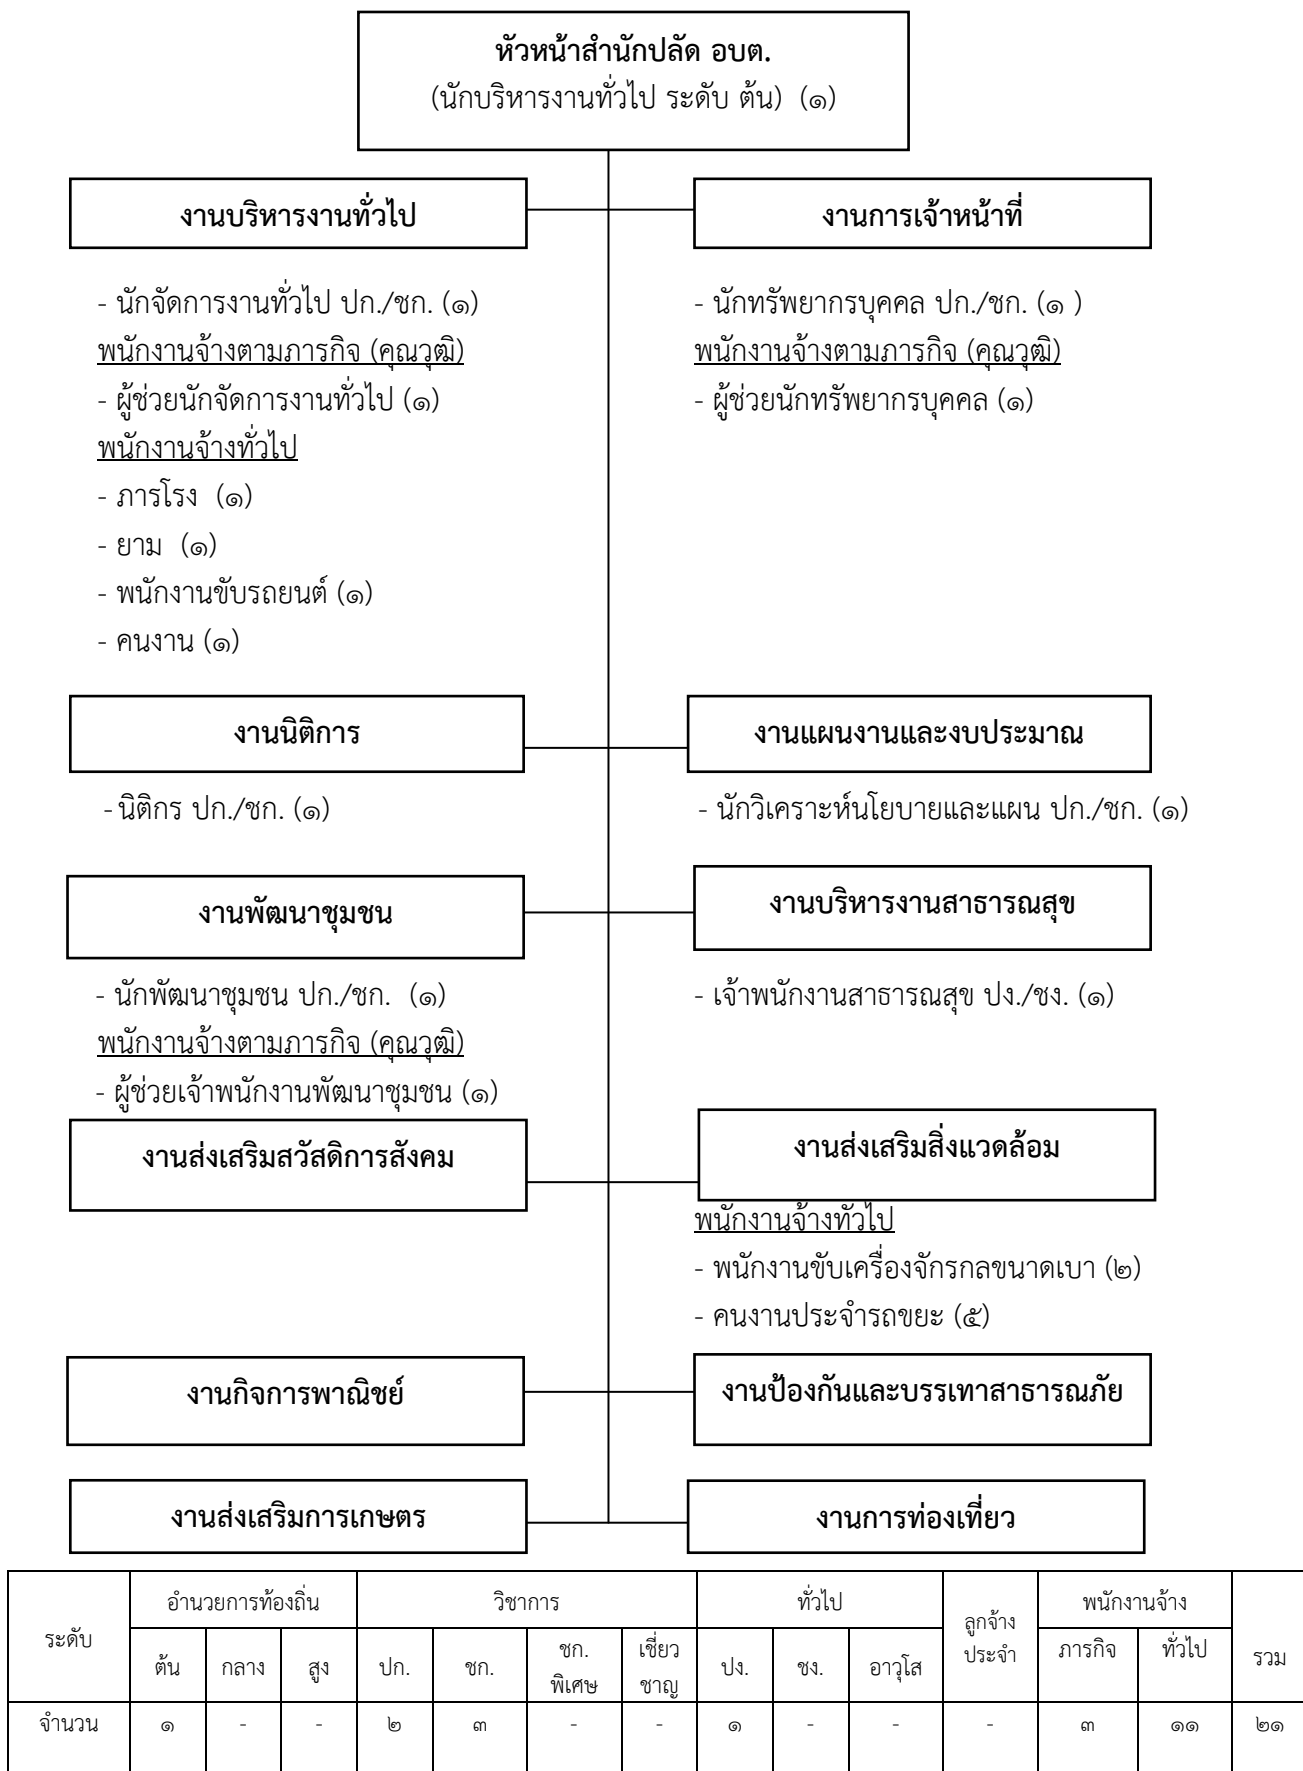 หัวหน้าสำนักปลัด อบต.
(นักบริหารงานทั่วไป ระดับ ต้น) (๑)
งานบริหารงานทั่วไป
- นักจัดการงานทั่วไป ปก./ชก. (๑)
พนักงานจ้างตามภารกิจ (คุณวุฒิ)
- ผู้ช่วยนักจัดการงานทั่วไป (๑)
พนักงานจ้างทั่วไป
- ภารโรง (๑)
- ยาม (๑)
- พนักงานขับรถยนต์ (๑)
- คนงาน (๑)
งานการเจ้าหน้าที่
- นักทรัพยากรบุคคล ปก./ชก. (๑ )
พนักงานจ้างตามภารกิจ (คุณวุฒิ)
- ผู้ช่วยนักทรัพยากรบุคคล (๑)
งานนิติการ
- นิติกร ปก./ชก. (๑)
งานแผนงานและงบประมาณ
- นักวิเคราะห์นโยบายและแผน ปก./ชก. (๑)
งานพัฒนาชุมชน
- นักพัฒนาชุมชน ปก./ชก. (๑)
พนักงานจ้างตามภารกิจ (คุณวุฒิ)
- ผู้ช่วยเจ้าพนักงานพัฒนาชุมชน (๑)
งานบริหารงานสาธารณสุข
- เจ้าพนักงานสาธารณสุข ปง./ชง. (๑)
งานส่งเสริมสวัสดิการสังคม
งานส่งเสริมสิ่งแวดล้อม
พนักงานจ้างทัวไป
- พนักงานขับเครื่องจักรกลขนาดเบา (๒)
- คนงานประจำรถขยะ (๕)
งานกิจการพาณิชย์
งานป้องกันและบรรเทาสาธารณภัย
งานส่งเสริมการเกษตร
งานการท่องเที่ยว
ระดับ อำนวยการท้องถิ่น วิชาการ ทั่วไป ลูกจ้าง พนักงานจ้าง รวม
ต้น กลาง สูง ปก. ชก. ชก. เชี่ยว ปง. ชง. อาวุโส ประจำ ภารกิจ ทั่วไป
พิเศษ ชาญ
จำนวน ๑ - - ๒ ๓ - - ๑ - - - ๓ ๑๑ ๒๑